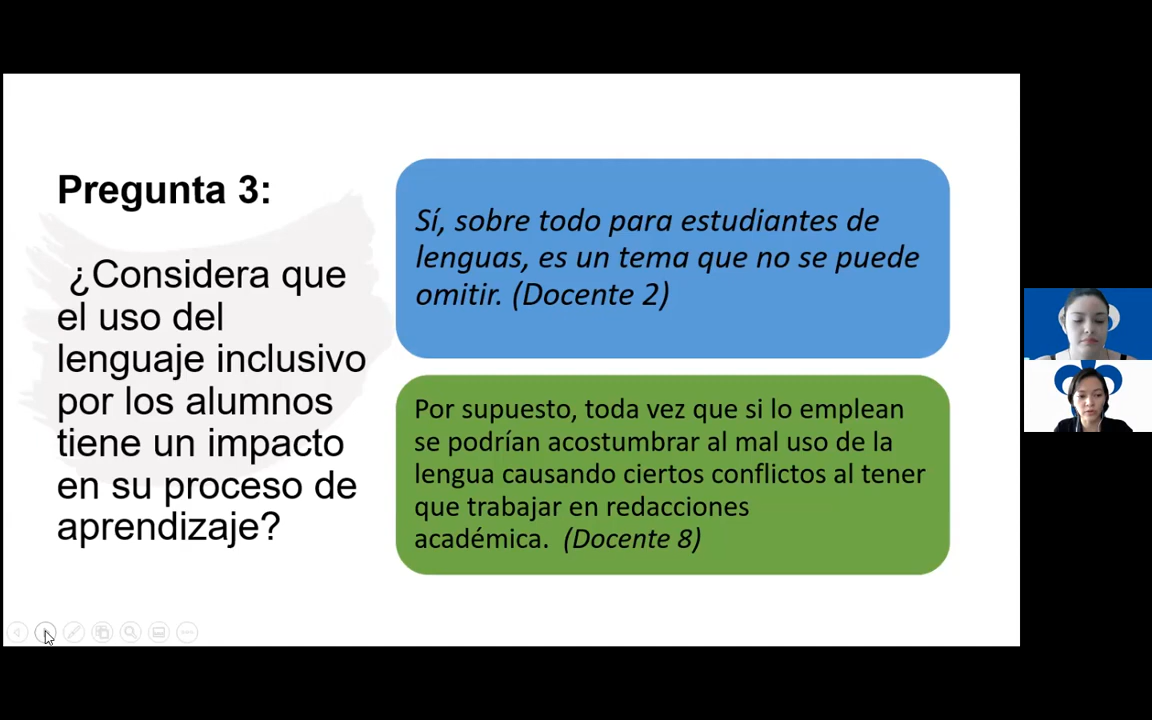 Pregunta 3:
¿Considera que
el uso del
lenguaje inclusivo
por los alumnos
tiene un impacto
en su proceso de
aprendizaje?
Sí, sobre todo para estudiantes de
lenguas, es un tema que no se puede
omitir. (Docente 2)
Por supuesto, toda vez que si lo emplean
se podrían acostumbrar al mal uso de la
lengua causando ciertos conflictos al tener
que trabajar en redacciones
académica. (Docente 8)